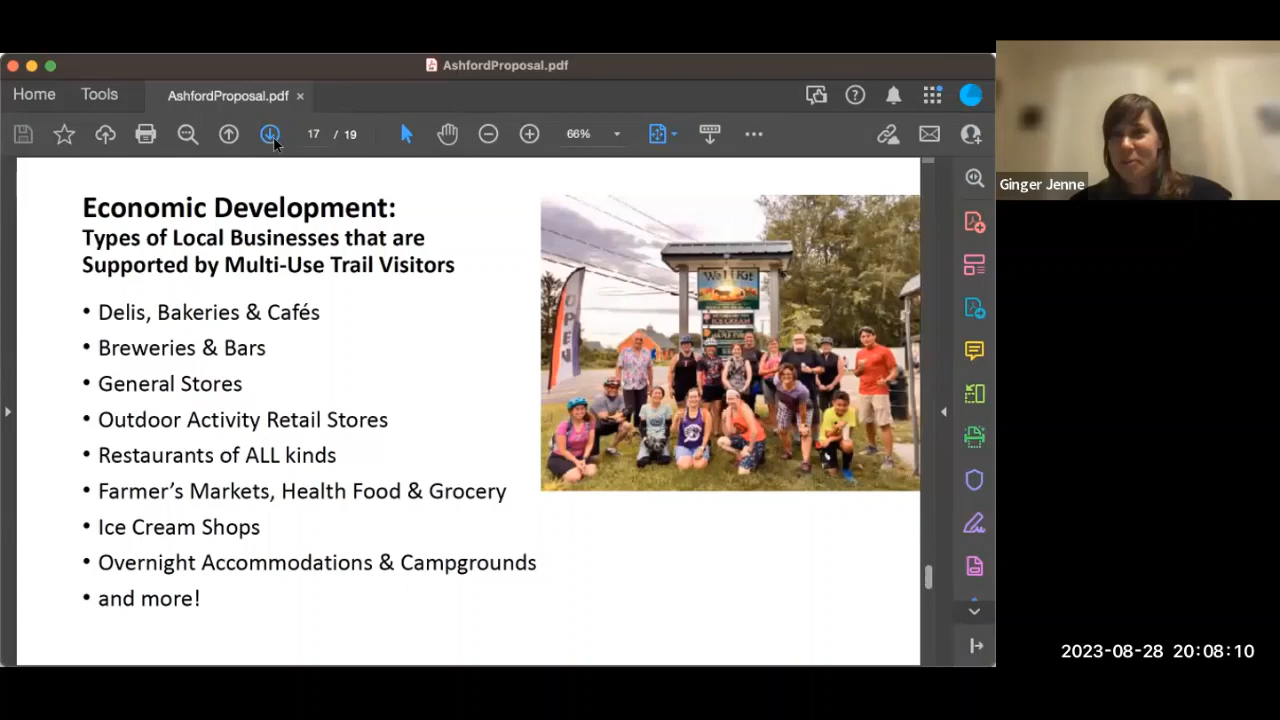 AshfordProposal.pdf
Home
Tools
AshfordProposal.pdf ×
17 / 19
66%
Ginger Jenne
Economic Development:
Types of Local Businesses that are
Supported by Multi-Use Trail Visitors
• Delis, Bakeries & Cafés
• Breweries & Bars
• General Stores
• Outdoor Activity Retail Stores
• Restaurants of ALL kinds
• Farmer’s Markets, Health Food & Grocery
• Ice Cream Shops
• Overnight Accommodations & Campgrounds
• and more!
OPEN
ICE CREAM
2023-08-28 20:08:10